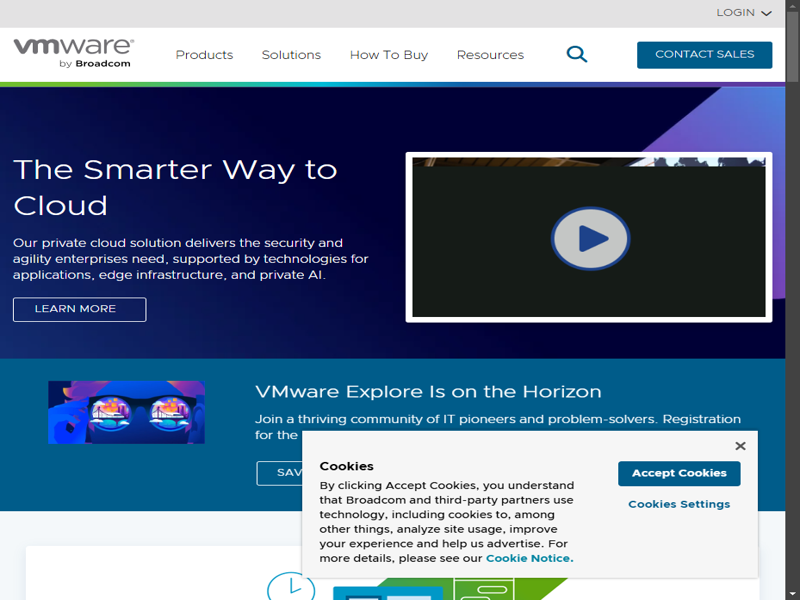 LOGIN
vmware®
by Broadcom
Products
Solutions
How To Buy
Resources
CONTACT SALES
The Smarter Way to
Cloud
Our private cloud solution delivers the security and
agility enterprises need, supported by technologies for
applications, edge infrastructure, and private AI.
LEARN MORE
VMware Explore Is on the Horizon
Join a thriving community of IT pioneers and problem-solvers. Registration
for the
SAV
Cookies
By clicking Accept Cookies, you understand
that Broadcom and third-party partners use
technology, including cookies to, among
other things, analyze site usage, improve
your experience and help us advertise. For
more details, please see our Cookie Notice.
Accept Cookies
Cookies Settings